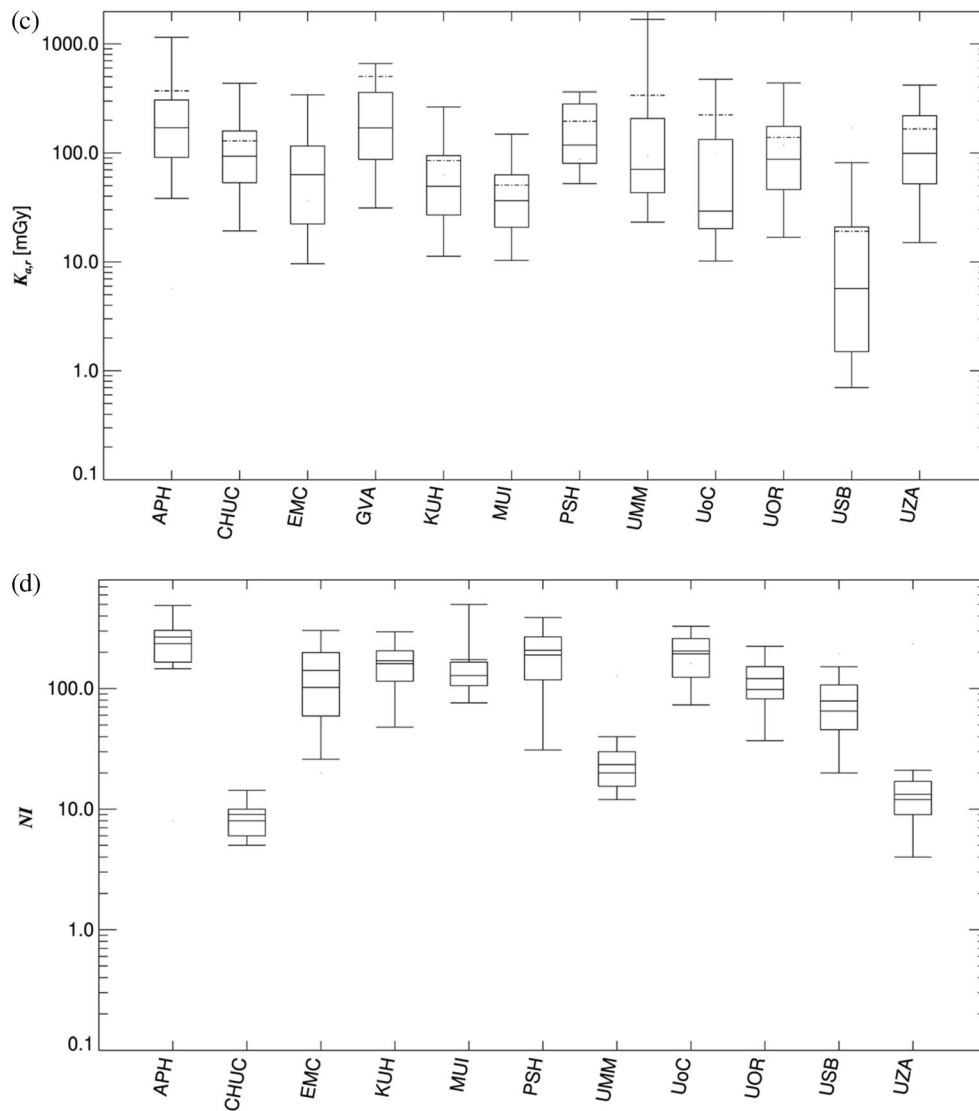 (c)
1000.0
100.0
10.0
1.0
0.1
Ka,r [mGy]
APH CHUC EMC GVA KUH MUI PSH UMM UoC UOR USB UZA
(d)
100.0
10.0
1.0
0.1
NI
APH CHUC EMC KUH MUI PSH UMM UoC UOR USB UZA